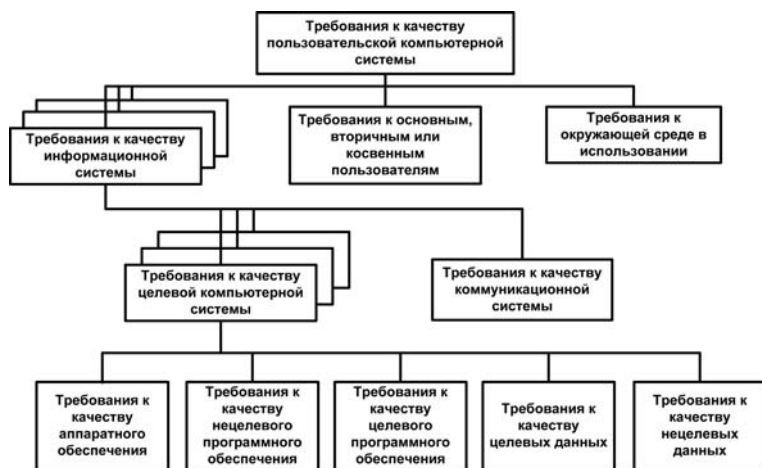 Требования к качеству
пользовательской компьютерной
системы
Требования к качеству
информационной
системы
Требования к основным,
вторичным или
косвенным
пользователям
Требования к
окружающей среде в
использовании
Требования к качеству
целевой компьютерной
системы
Требования к качеству
коммуникационной
системы
Требования к
качеству
аппаратного
обеспечения
Требования к
качеству
нецелевого
программного
обеспечения
Требования к
качеству
целевого
программного
обеспечения
Требования к
качеству
целевых данных
Требования к
качеству
нецелевых
данных